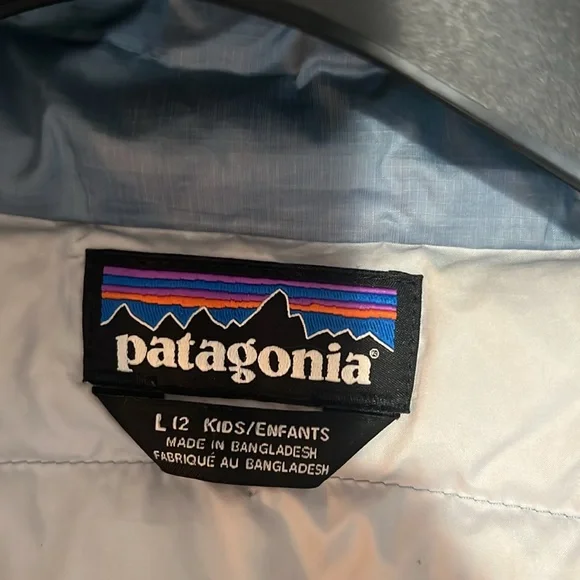 patagonia®
L 12 KIDS/ENFANTS
MADE IN BANGLADESH
FABRIQUÉ AU BANGLADESH